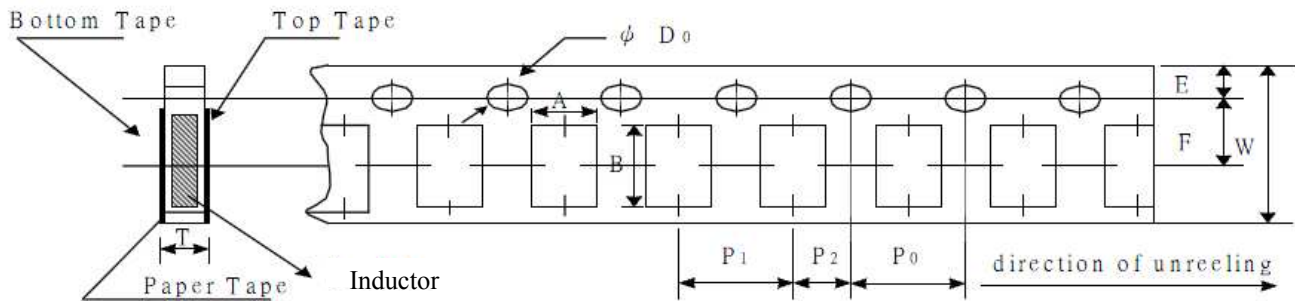 Bottom Tape
Top Tape
ϕ D0
E
A
F
W
B
T
P1
P2
P0
direction of unreeling
Paper Tape
Inductor